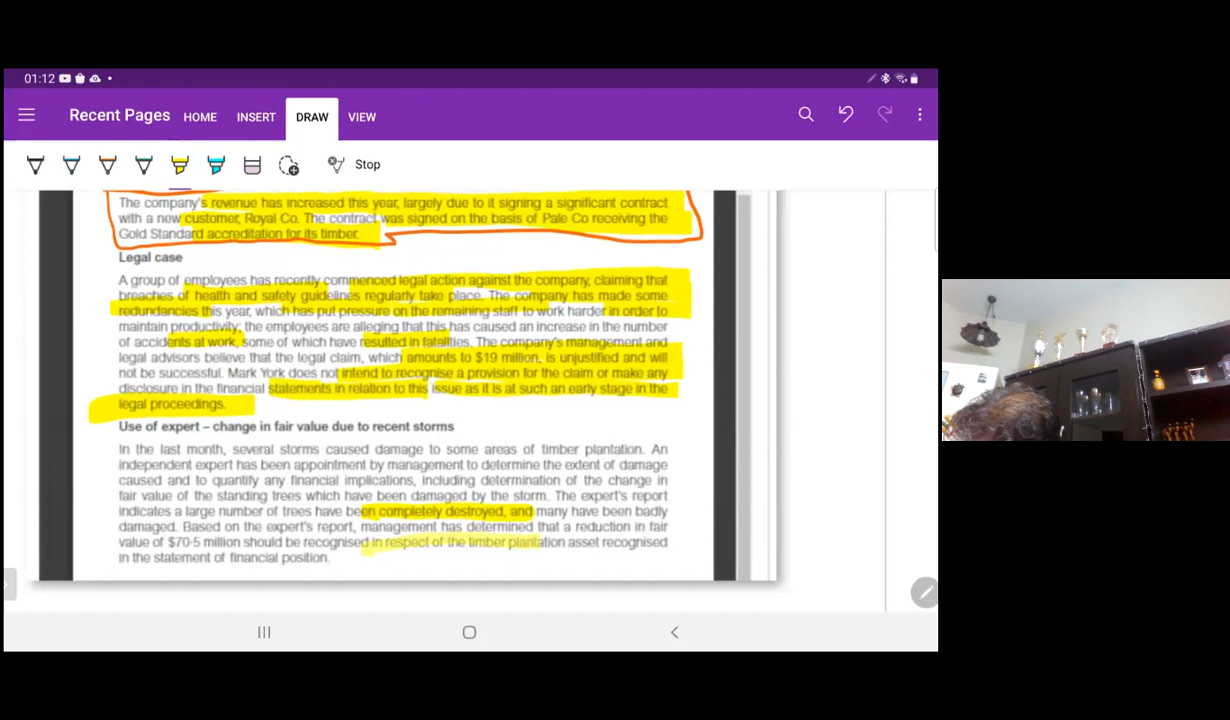 01:12
Recent Pages HOME INSERT DRAW VIEW
Stop
The company's revenue has increased this year, largely due to it signing a significant contract
with a new customer, Royal Co. The contract was signed on the basis of Pale Co receiving the
Gold Standard accreditation for its timber.
Legal case
A group of employees has recently commenced legal action against the company, claiming that
breaches of health and safety guidelines regularly take place. The company has made some
redundancies this year, which has put pressure on the remaining staff to work harder in order to
maintain productivity; the employees are alleging that this has caused an increase in the number
of accidents at work, some of which have resulted in fatalities. The company's management and
legal advisors believe that the legal claim, which amounts to $19 million, is unjustified and will
not be successful. Mark York does not intend to recognise a provision for the claim or make any
disclosure in the financial statements in relation to this issue as it is at such an early stage in the
legal proceedings.
Use of expert – change in fair value due to recent storms
In the last month, several storms caused damage to some areas of timber plantation. An
independent expert has been appointment by management to determine the extent of damage
caused and to quantify any financial implications, including determination of the change in
fair value of the standing trees which have been damaged by the storm. The expert's report
indicates a large number of trees have been completely destroyed, and many have been badly
damaged. Based on the expert's report, management has determined that a reduction in fair
value of $70·5 million should be recognised in respect of the timber plantation asset recognised
in the statement of financial position.